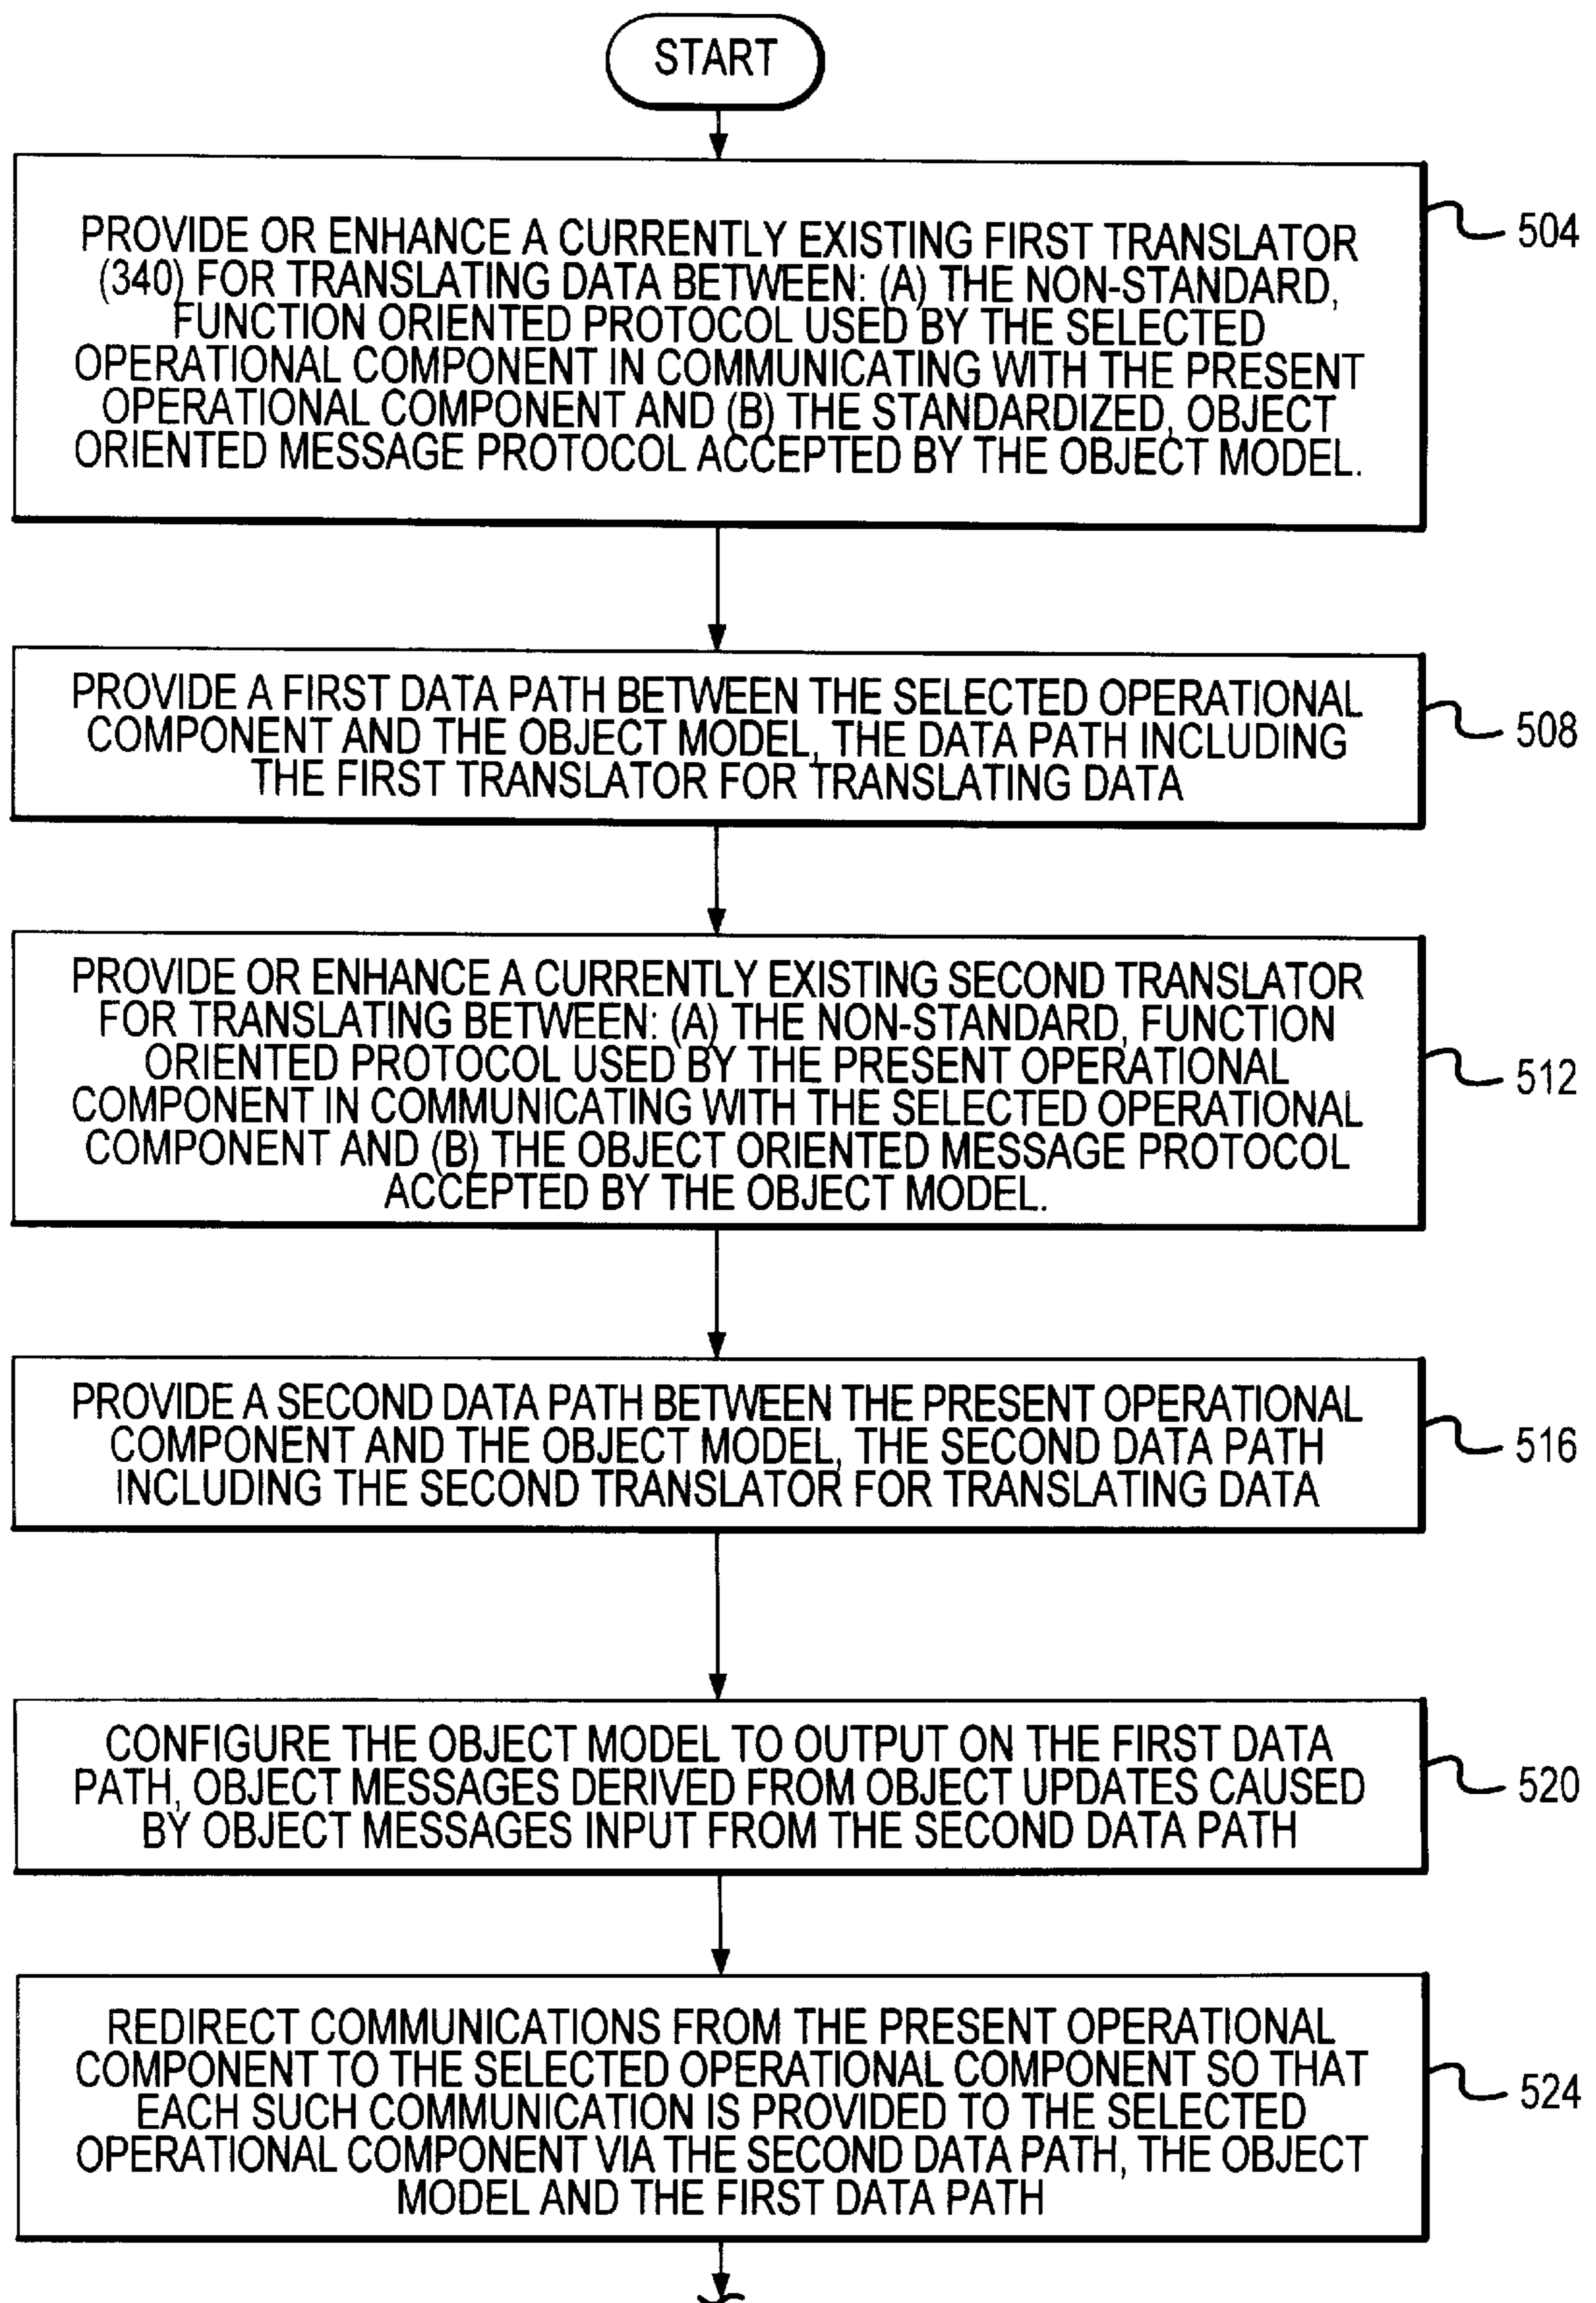 START
PROVIDE OR ENHANCE A CURRENTLY EXISTING FIRST TRANSLATOR
(340) FOR TRANSLATING DATA BETWEEN: (A) THE NON-STANDARD,
FUNCTION ORIENTED PROTOCOL USED BY THE SELECTED
OPERATIONAL COMPONENT IN COMMUNICATING WITH THE PRESENT
OPERATIONAL COMPONENT AND (B) THE STANDARDIZED, OBJECT
ORIENTED MESSAGE PROTOCOL ACCEPTED BY THE OBJECT MODEL.
504
PROVIDE A FIRST DATA PATH BETWEEN THE SELECTED OPERATIONAL
COMPONENT AND THE OBJECT MODEL, THE DATA PATH INCLUDING
THE FIRST TRANSLATOR FOR TRANSLATING DATA
508
PROVIDE OR ENHANCE A CURRENTLY EXISTING SECOND TRANSLATOR
FOR TRANSLATING BETWEEN: (A) THE NON-STANDARD, FUNCTION
ORIENTED PROTOCOL USED BY THE PRESENT OPERATIONAL
COMPONENT IN COMMUNICATING WITH THE SELECTED OPERATIONAL
COMPONENT AND (B) THE OBJECT ORIENTED MESSAGE PROTOCOL
ACCEPTED BY THE OBJECT MODEL.
512
PROVIDE A SECOND DATA PATH BETWEEN THE PRESENT OPERATIONAL
COMPONENT AND THE OBJECT MODEL, THE SECOND DATA PATH
INCLUDING THE SECOND TRANSLATOR FOR TRANSLATING DATA
516
CONFIGURE THE OBJECT MODEL TO OUTPUT ON THE FIRST DATA
PATH, OBJECT MESSAGES DERIVED FROM OBJECT UPDATES CAUSED
BY OBJECT MESSAGES INPUT FROM THE SECOND DATA PATH
520
REDIRECT COMMUNICATIONS FROM THE PRESENT OPERATIONAL
COMPONENT TO THE SELECTED OPERATIONAL COMPONENT SO THAT
EACH SUCH COMMUNICATION IS PROVIDED TO THE SELECTED
OPERATIONAL COMPONENT VIA THE SECOND DATA PATH, THE OBJECT
MODEL AND THE FIRST DATA PATH
524